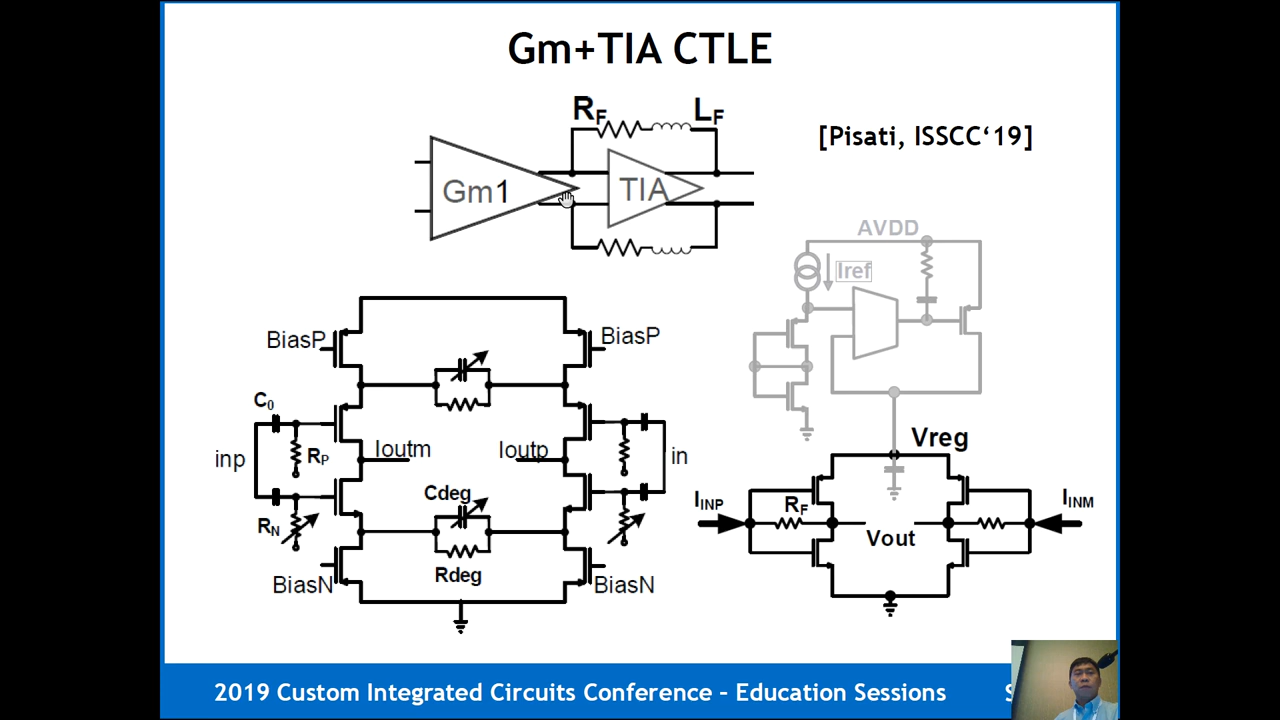 Gm+TIA CTLE
RF
LF
[Pisati, ISSCC‘19]
Gm1
TIA
AVDD
Iref
BiasP
BiasP
C0
inp
RP
Ioutm
Ioutp
in
Vreg
RN
Cdeg
IINP
RF
IINM
Vout
BiasN
Rdeg
BiasN
2019 Custom Integrated Circuits Conference - Education Sessions